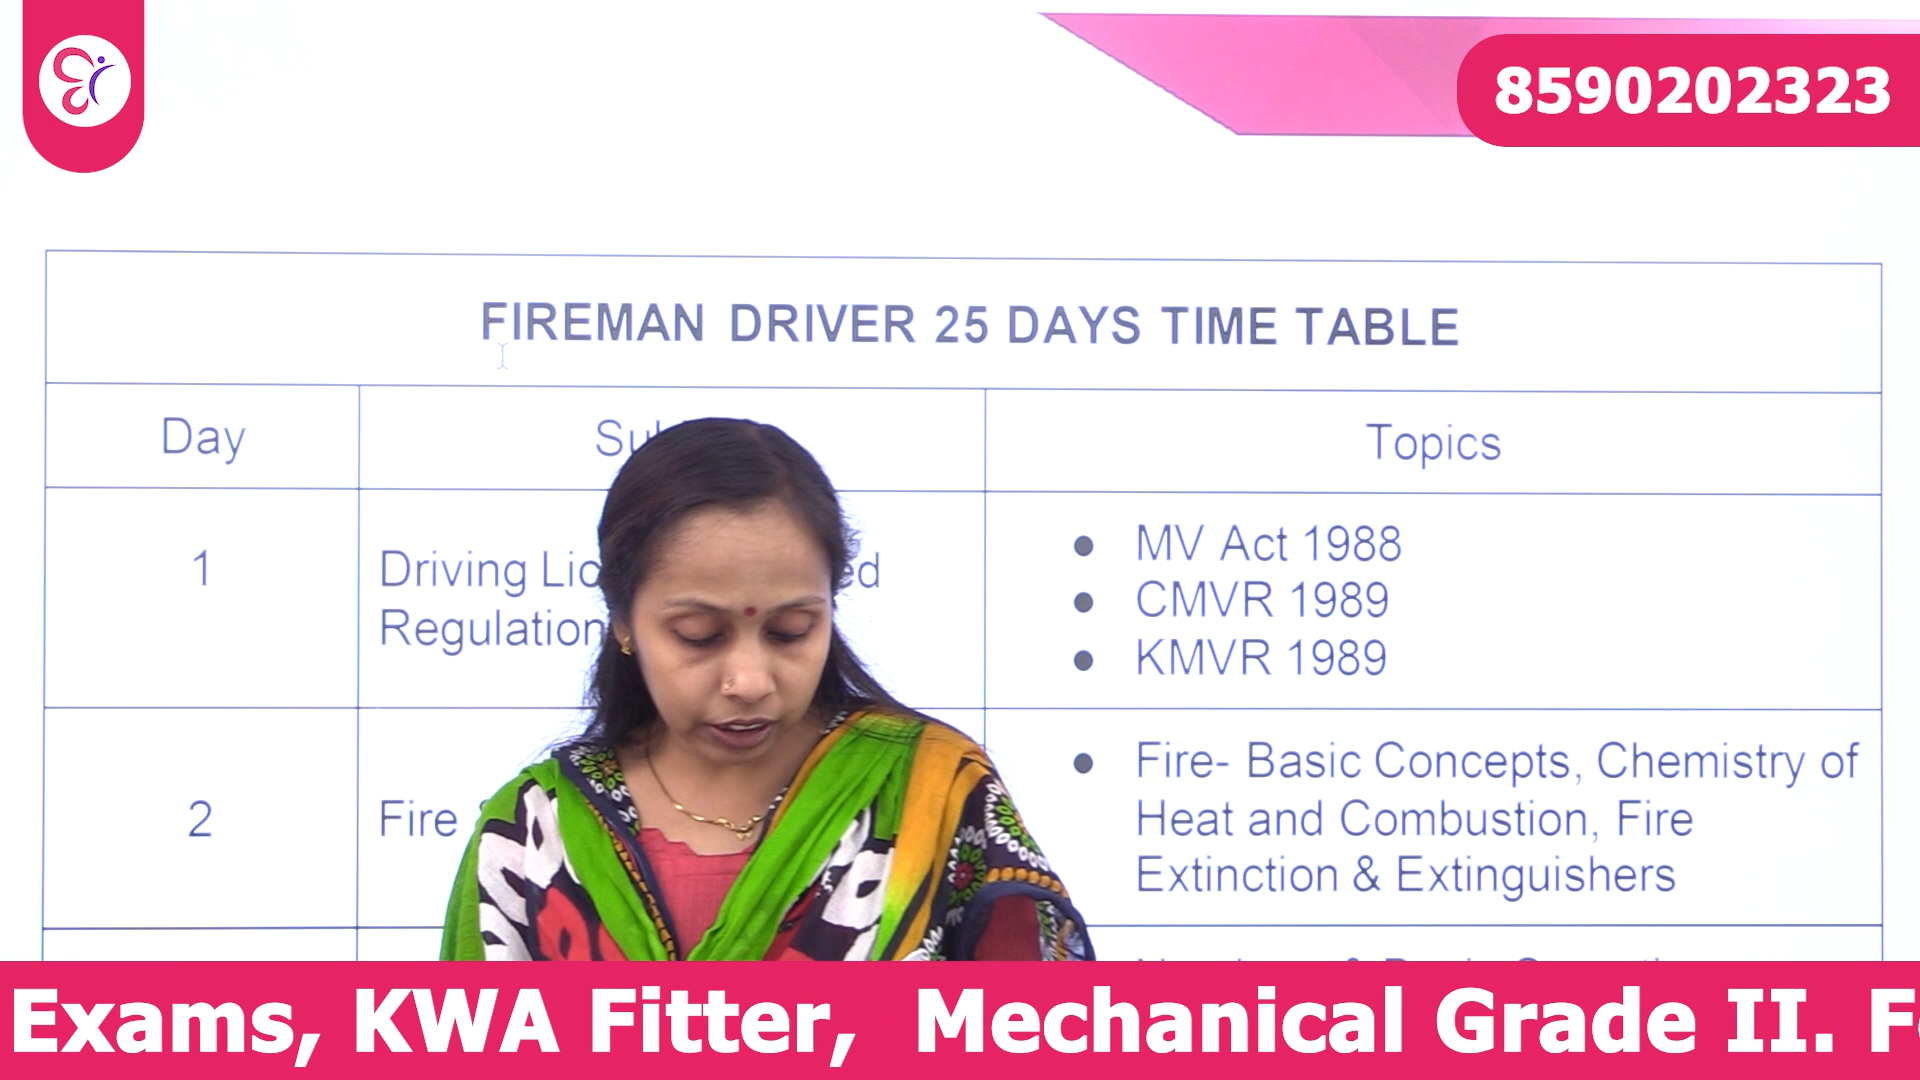 8590202323
FIREMAN DRIVER 25 DAYS TIME TABLE
Day
Topics
1
Driving
Regulation
MV Act 1988
CMVR 1989
KMVR 1989
2
Fire
Fire- Basic Concepts, Chemistry of
Heat and Combustion, Fire
Extinction & Extinguishers
Exams, KWA Fitter, Mechanical Grade II.